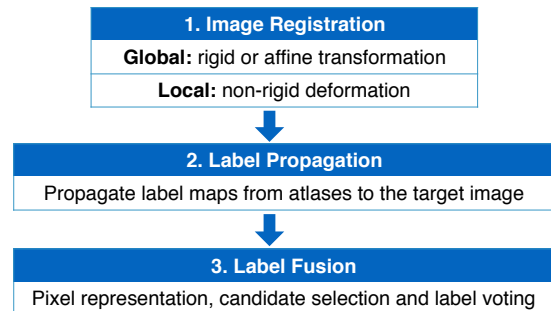 1. Image Registration
Global: rigid or affine transformation
Local: non-rigid deformation
2. Label Propagation
Propagate label maps from atlases to the target image
3. Label Fusion
Pixel representation, candidate selection and label voting